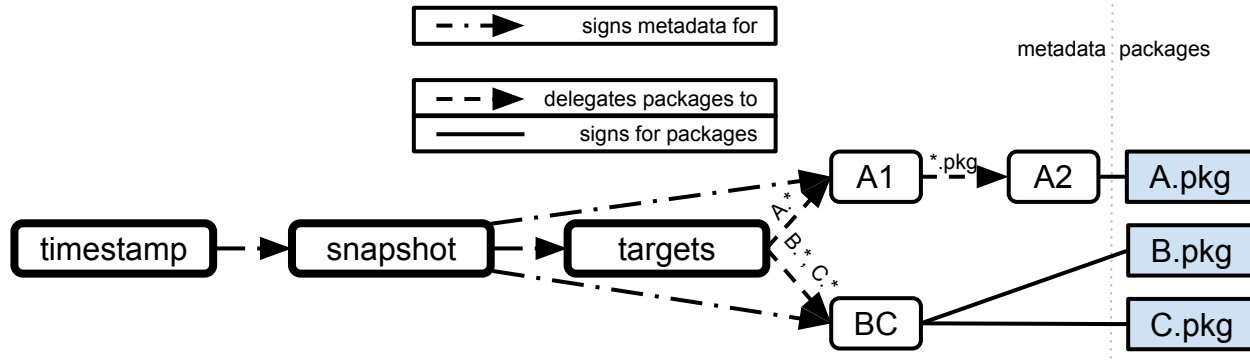 signs metadata for
metadata packages
delegates packages to
signs for packages
A1
*.pkg
A2
A.pkg
A.*
timestamp
snapshot
targets
B.*, C.*
B.pkg
BC
C.pkg